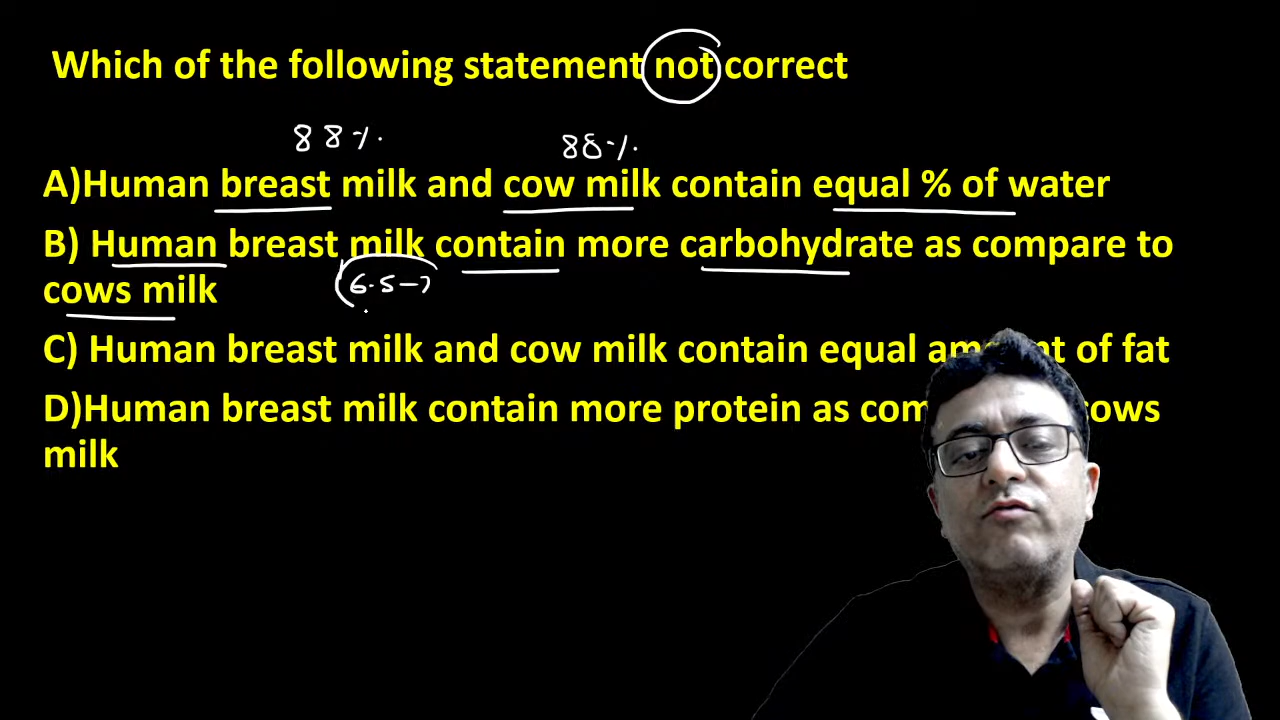 Which of the following statement not correct
88%. 88%.
A)Human breast milk and cow milk contain equal % of water
B) Human breast milk contain more carbohydrate as compare to
cows milk
6.5-7
C) Human breast milk and cow milk contain equal of fat
D)Human breast milk contain more protein as cows
milk